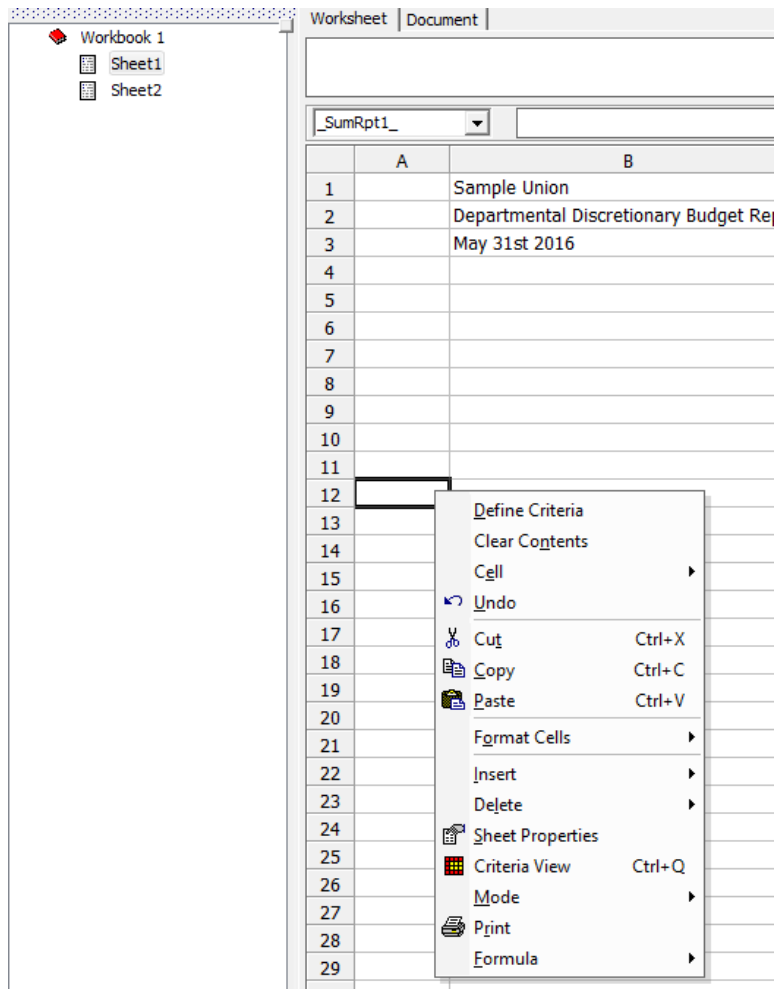 Workbook 1
Sheet1
Sheet2
Worksheet Document
_SumRpt1_
A B
1 Sample Union
2 Departmental Discretionary Budget Rep
3 May 31st 2016
4
5
6
7
8
9
10
11
12
13
14
15
16
17
18
19
20
21
22
23
24
25
26
27
28
29
Define Criteria
Clear Contents
Cell
Undo
Cut Ctrl+X
Copy Ctrl+C
Paste Ctrl+V
Format Cells
Insert
Delete
Sheet Properties
Criteria View Ctrl+Q
Mode
Print
Formula